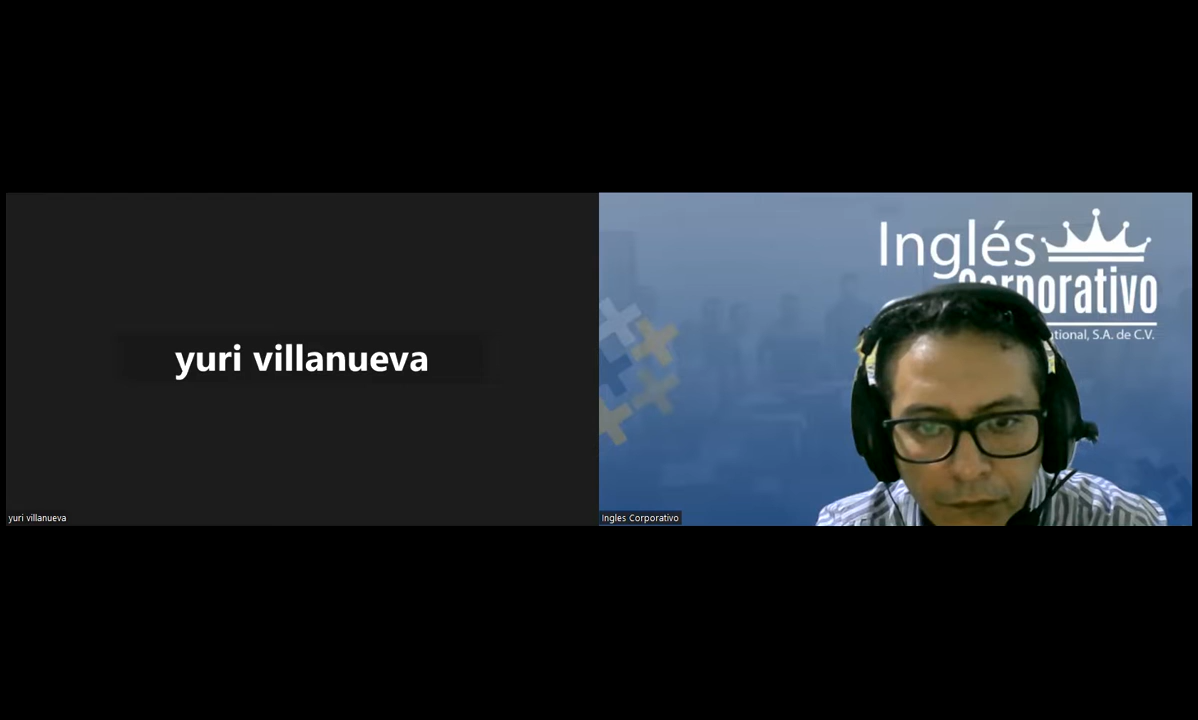 yuri villanueva
yuri villanueva
Inglés
Corporativo
ational, S.A. de C.V.
Ingles Corporativo